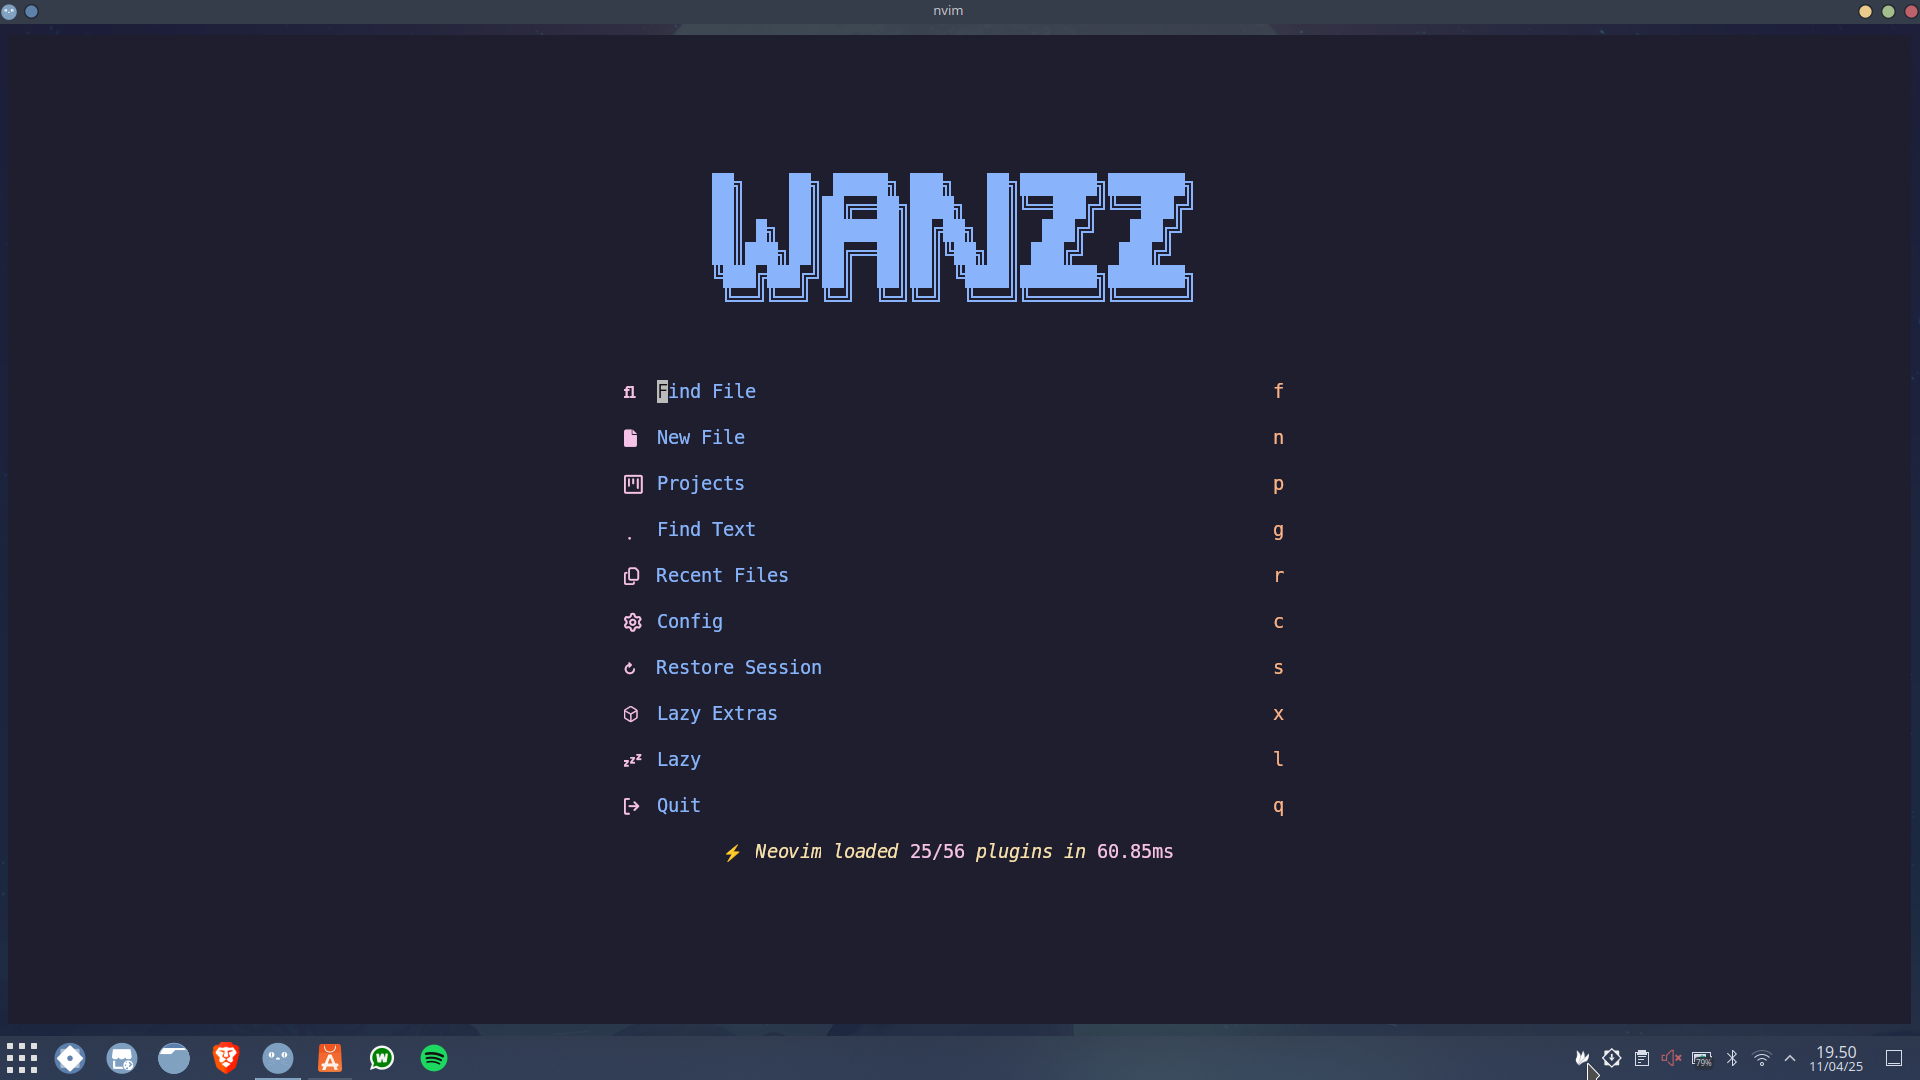 nvim
WANZZ
Find File f
New File n
Projects p
Find Text g
Recent Files r
Config c
Restore Session s
Lazy Extras x
Lazy l
Quit q
⚡ Neovim loaded 25/56 plugins in 60.85ms
79%
19.50
11/04/25